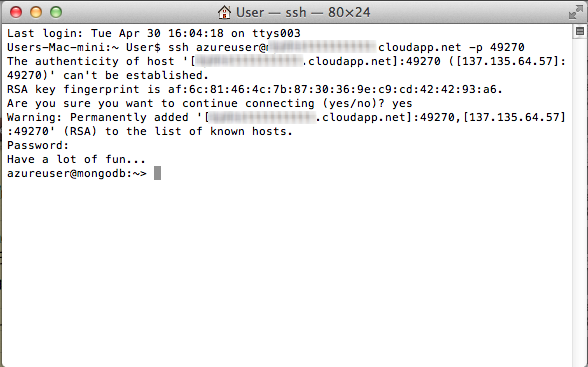 User — ssh — 80×24
Last login: Tue Apr 30 16:04:18 on ttys003
Users-Mac-mini:~ User$ ssh azureuser@ cloudapp.net -p 49270
The authenticity of host '[ .cloudapp.net]:49270 ([137.135.64.57]:
49270)' can't be established.
RSA key fingerprint is af:6c:81:46:4c:7b:87:30:36:9e:c9:cd:42:42:93:a6.
Are you sure you want to continue connecting (yes/no)? yes
Warning: Permanently added '[ .cloudapp.net]:49270,[137.135.64.57]
:49270' (RSA) to the list of known hosts.
Password:
Have a lot of fun...
azureuser@mongodb:~>